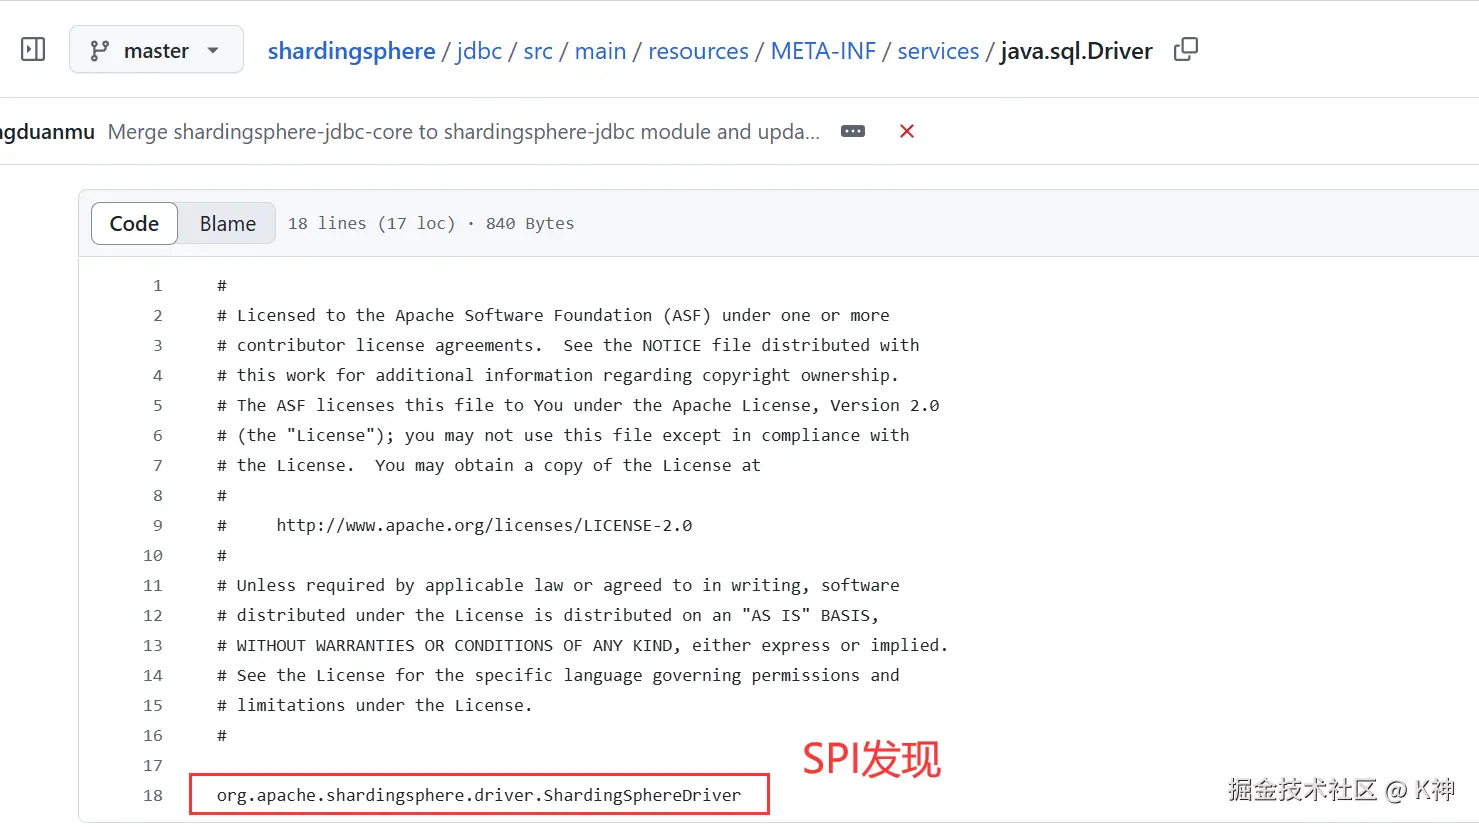 master shardingsphere / jdbc / src / main / resources / META-INF / services / java.sql.Driver
gduanmu Merge shardingsphere-jdbc-core to shardingsphere-jdbc module and upda...
Code Blame 18 lines (17 loc) · 840 Bytes
1 #
2 # Licensed to the Apache Software Foundation (ASF) under one or more
3 # contributor license agreements.  See the NOTICE file distributed with
4 # this work for additional information regarding copyright ownership.
5 # The ASF licenses this file to You under the Apache License, Version 2.0
6 # (the "License"); you may not use this file except in compliance with
7 # the License.  You may obtain a copy of the License at
8 #
9 #     http://www.apache.org/licenses/LICENSE-2.0
10 #
11 # Unless required by applicable law or agreed to in writing, software
12 # distributed under the License is distributed on an "AS IS" BASIS,
13 # WITHOUT WARRANTIES OR CONDITIONS OF ANY KIND, either express or implied.
14 # See the License for the specific language governing permissions and
15 # limitations under the License.
16 #
17
SPI发现
18 org.apache.shardingsphere.driver.ShardingSphereDriver
掘金技术社区 @ K神